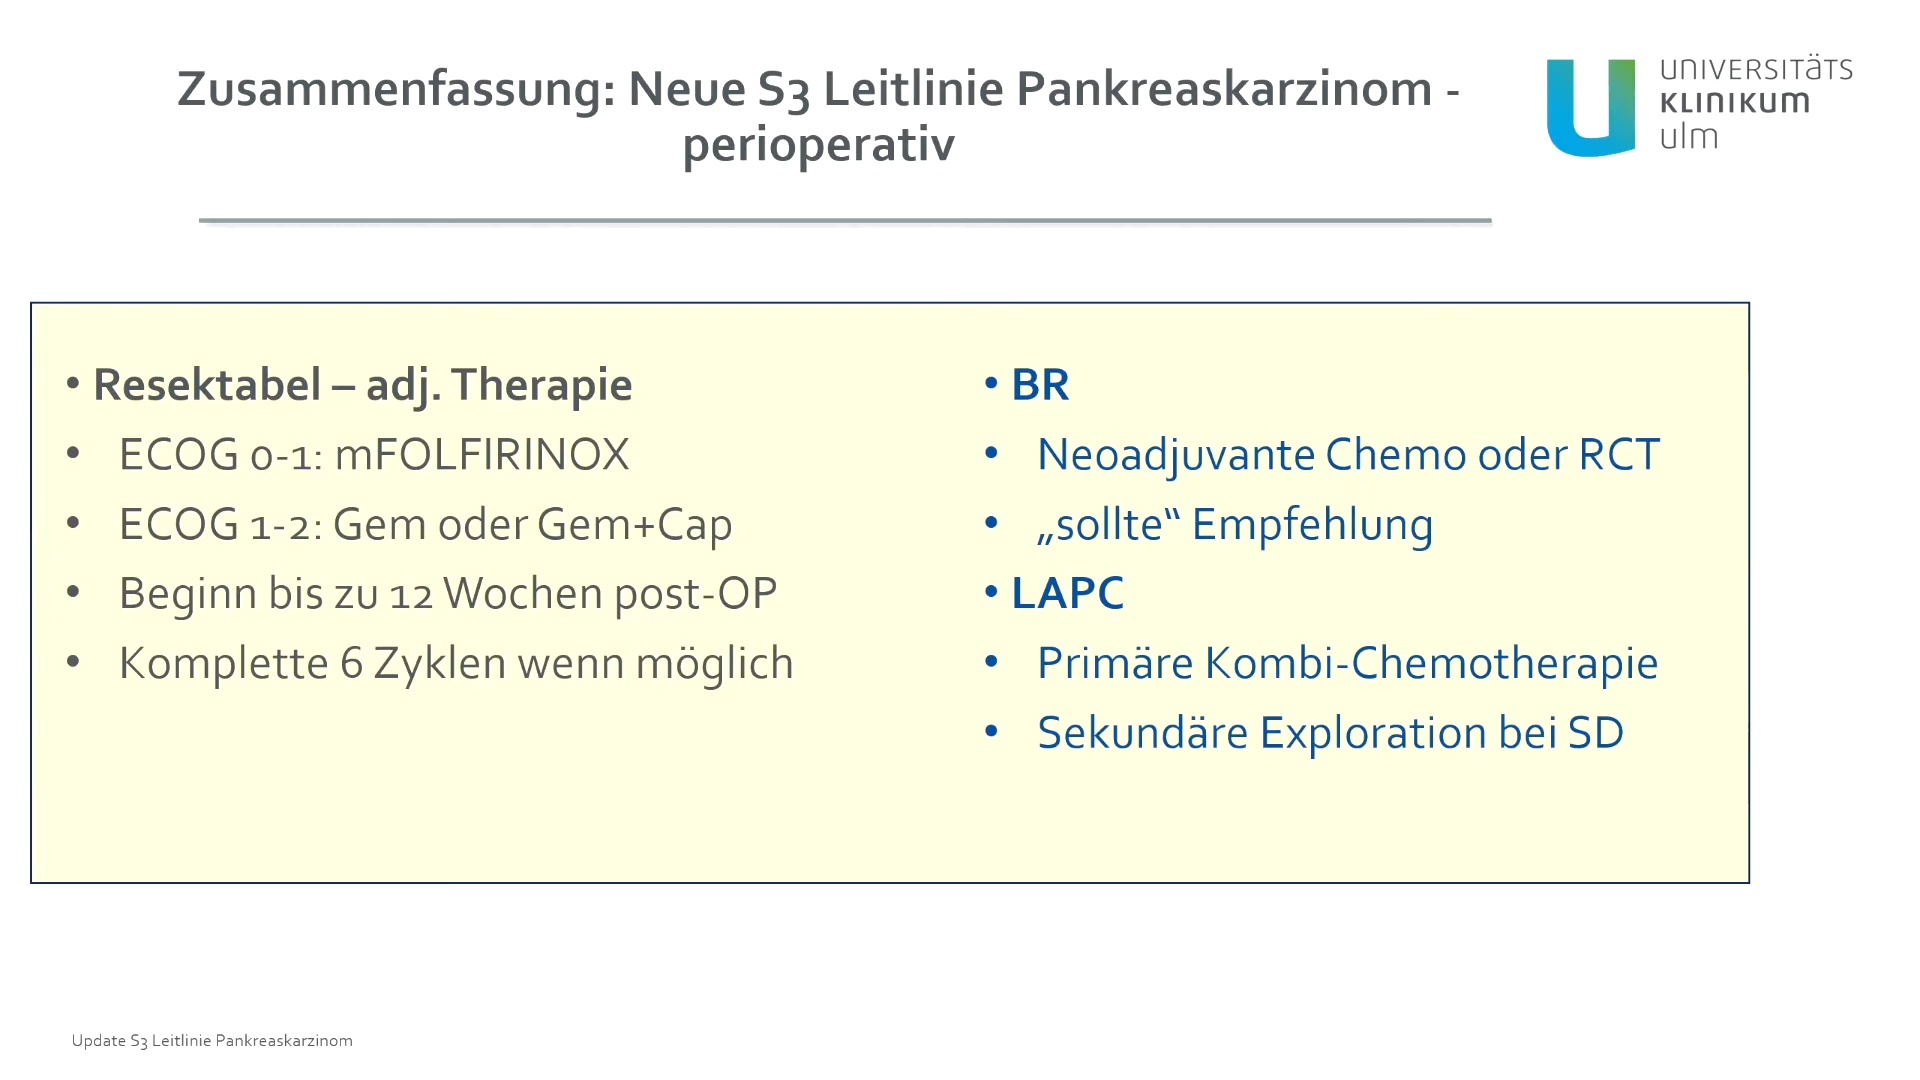 Zusammenfassung: Neue S3 Leitlinie Pankreaskarzinom -
perioperativ
UNIVERSITÄTS
KLINIKUM
ulm
• Resektabel – adj. Therapie
• ECOG 0-1: mFOLFIRINOX
• ECOG 1-2: Gem oder Gem+Cap
• Beginn bis zu 12 Wochen post-OP
• Komplette 6 Zyklen wenn möglich
• BR
• Neoadjuvante Chemo oder RCT
• „sollte“ Empfehlung
• LAPC
• Primäre Kombi-Chemotherapie
• Sekundäre Exploration bei SD
Update S3 Leitlinie Pankreaskarzinom